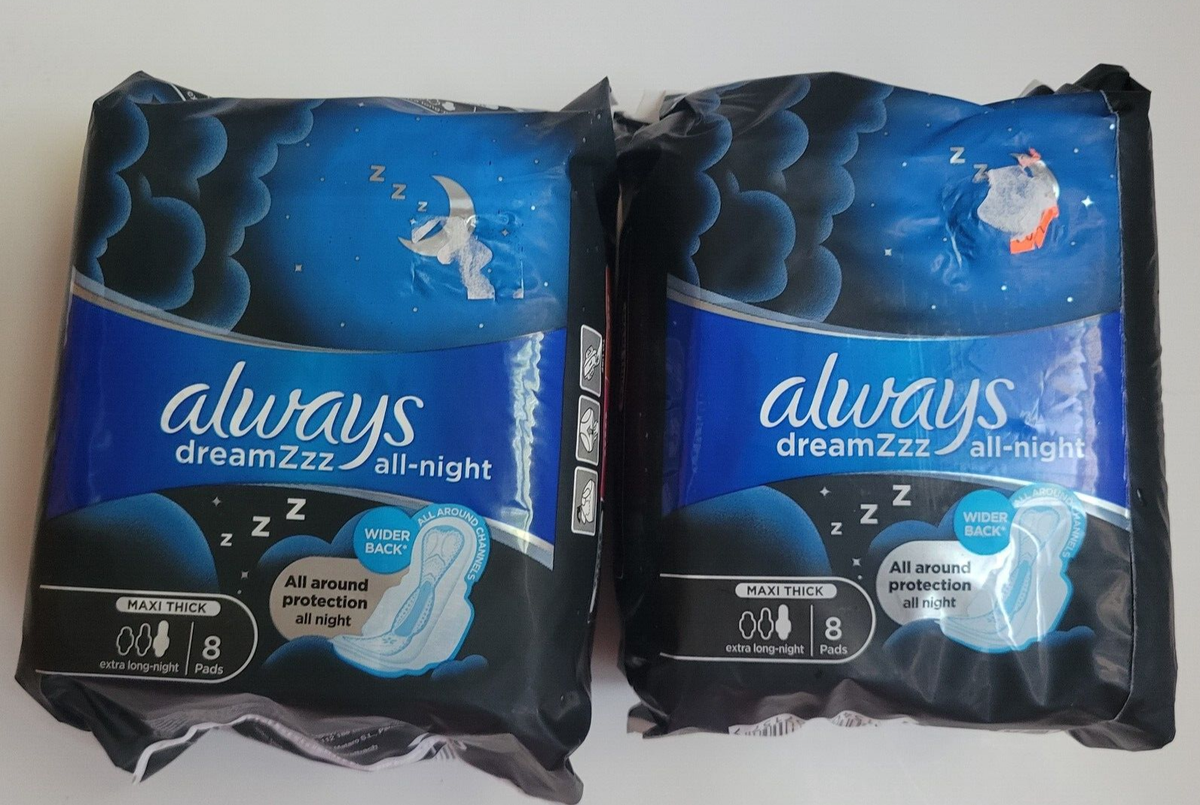 z
z
z
always
dreamZzz all-night
z z z
WIDER
BACK*
ALL AROUND CHANNELS
All around
protection
all night
MAXI THICK
extra long-night
8
Pads
z
z
always
dreamZzz all-night
z z z
WIDER
BACK*
ALL AROUND CHANNELS
All around
protection
all night
MAXI THICK
extra long-night
8
Pads